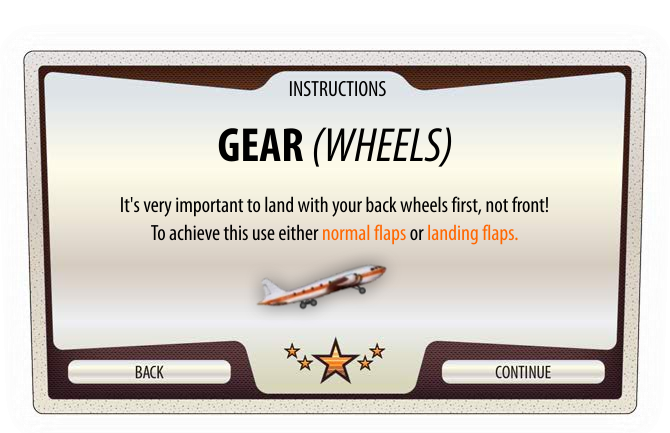 INSTRUCTIONS
GEAR (WHEELS)
It's very important to land with your back wheels first, not front!
To achieve this use either normal flaps or landing flaps.
BACK
CONTINUE